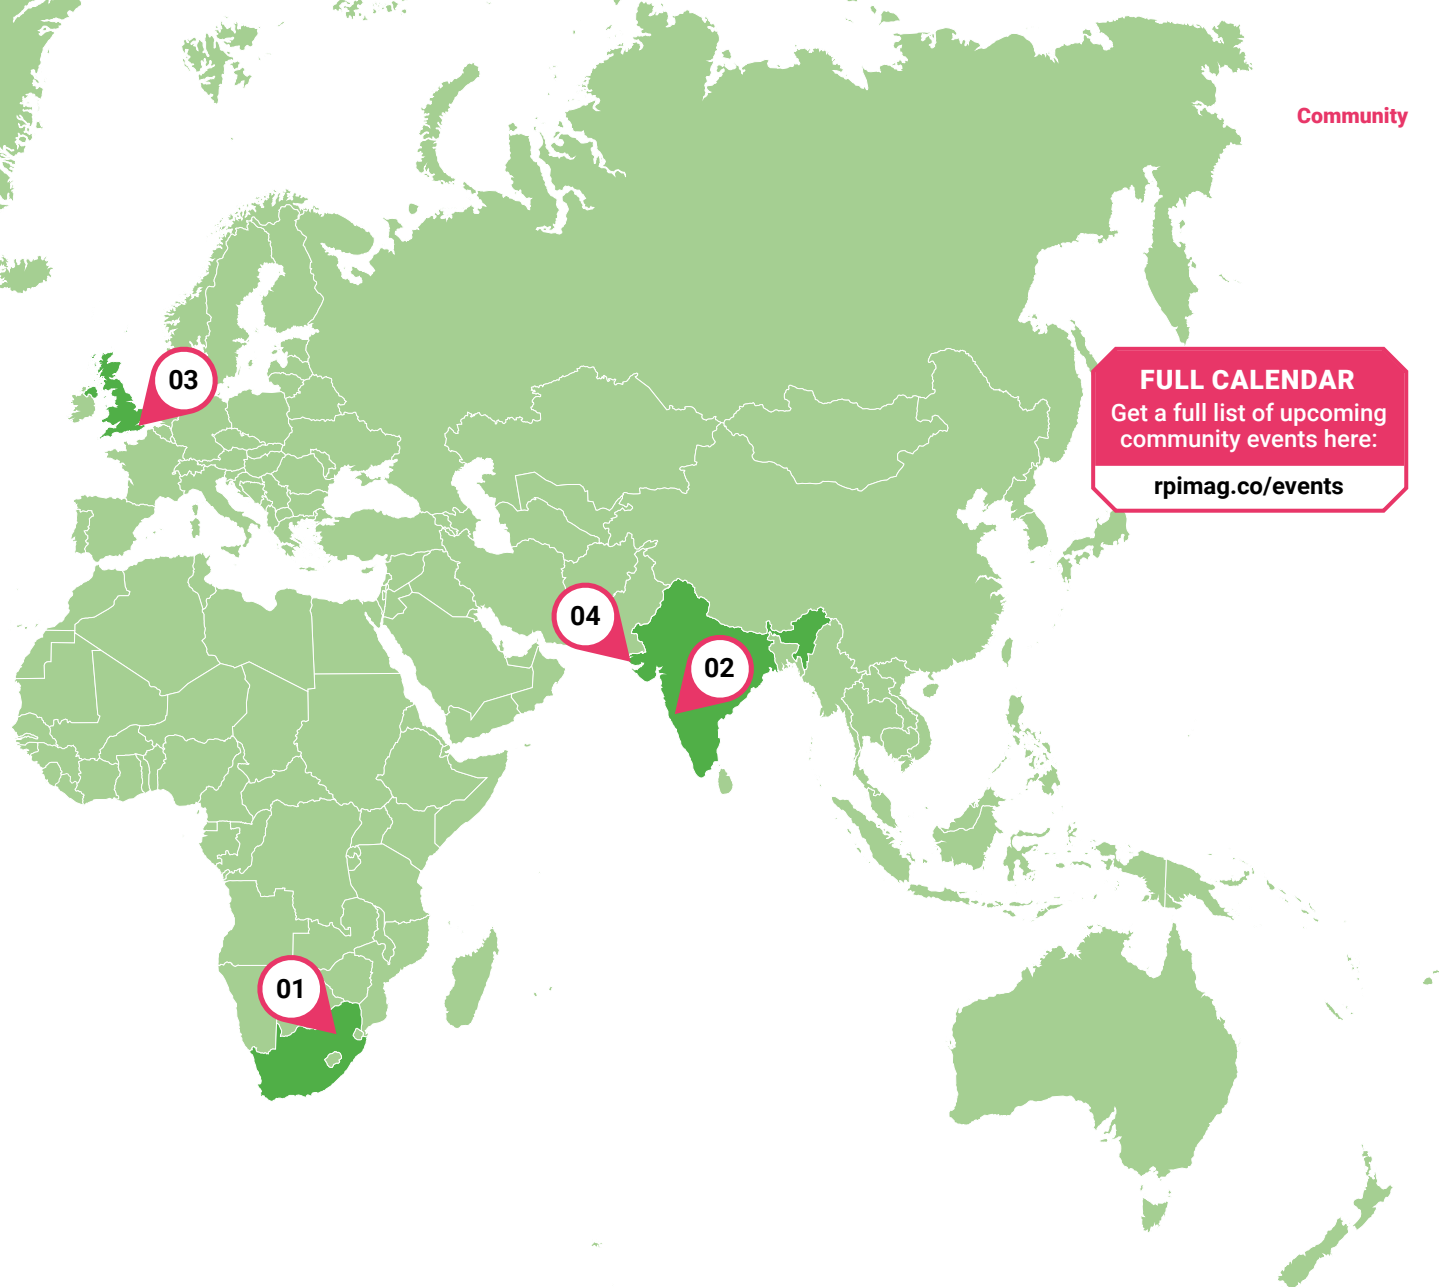 Community
03
FULL CALENDAR
Get a full list of upcoming
community events here:
rpimag.co/events
04
02
01